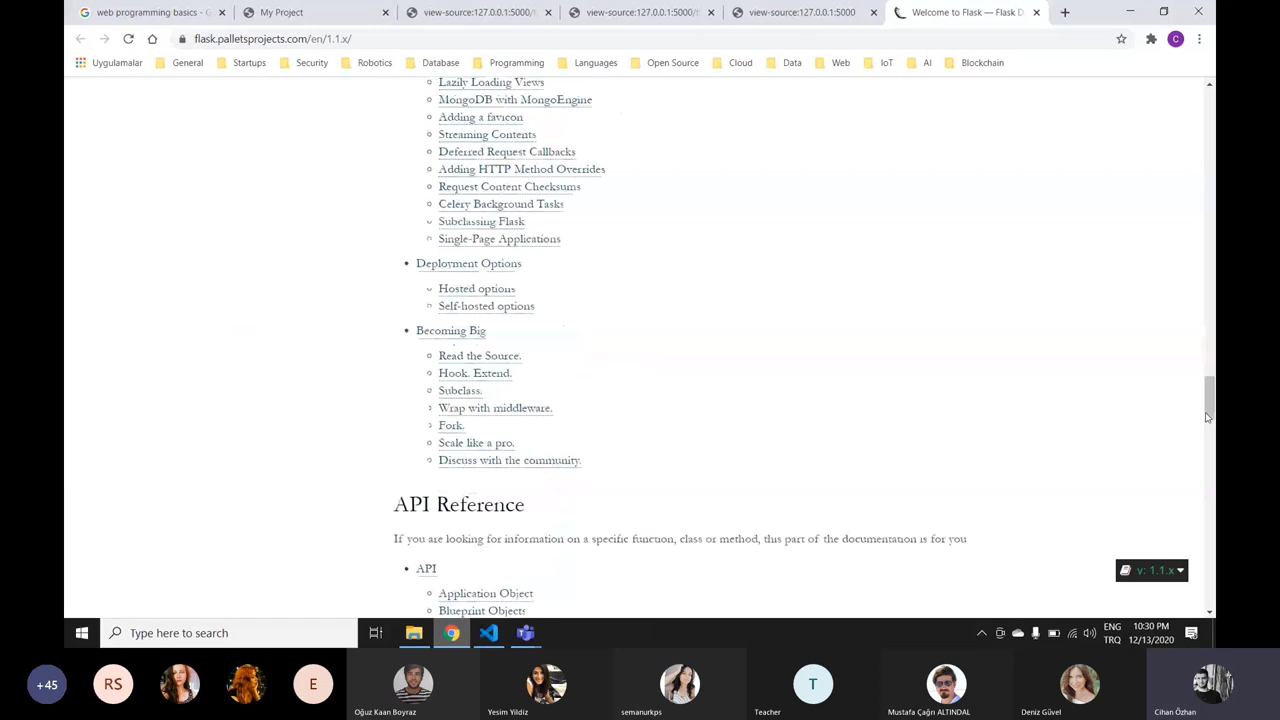 web programming basics - G
My Project
view-source:127.0.0.1:5000/
view-source:127.0.0.1:5000/
view-source:127.0.0.1:5000
Welcome to Flask — Flask D
flask.palletsprojects.com/en/1.1.x/
C
Uygulamalar
General
Startups
Security
Robotics
Database
Programming
Languages
Open Source
Cloud
Data
Web
IoT
AI
Blockchain
Lazily Loading Views
MongoDB with MongoEngine
Adding a favicon
Streaming Contents
Deferred Request Callbacks
Adding HTTP Method Overrides
Request Content Checksums
Celery Background Tasks
Subclassing Flask
Single-Page Applications
Deployment Options
Hosted options
Self-hosted options
Becoming Big
Read the Source.
Hook. Extend.
Subclass.
Wrap with middleware.
Fork.
Scale like a pro.
Discuss with the community.
API Reference
If you are looking for information on a specific function, class or method, this part of the documentation is for you
API
Application Object
Blueprint Objects
v: 1.1.x
Type here to search
ENG
TRQ
10:30 PM
12/13/2020
+45
RS
E
Oğuz Kaan Boyraz
Yesim Yildiz
semanurkps
T
Teacher
Mustafa Çağrı ALTINDAL
Deniz Güvel
Cihan Özhan